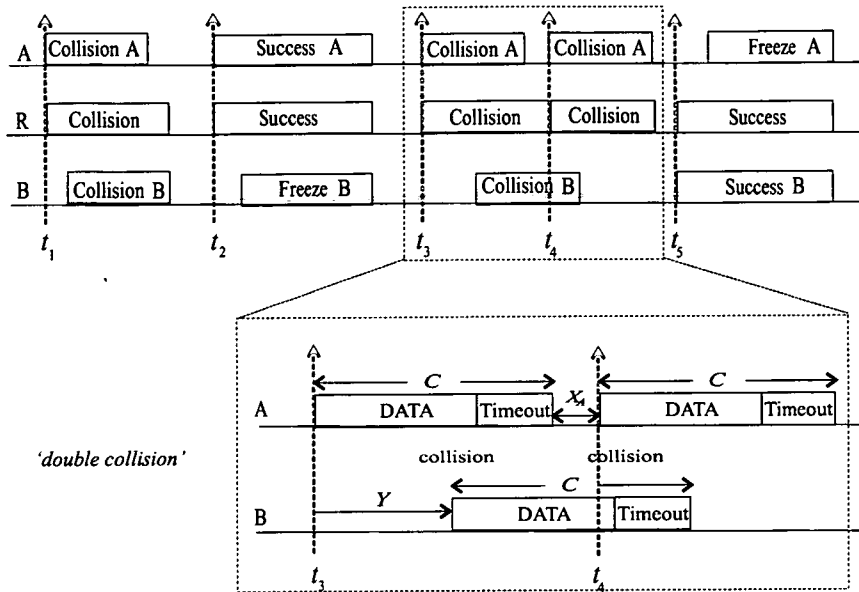 A Collision A Success A Collision A Collision A Freeze A
R Collision Success Collision Collision Success
B Collision B Freeze B Collision B Success B
t1 t2 t3 t4 t5
C C
A DATA Timeout XA DATA Timeout
'double collision' collision collision
Y C
B DATA Timeout
t3 t4